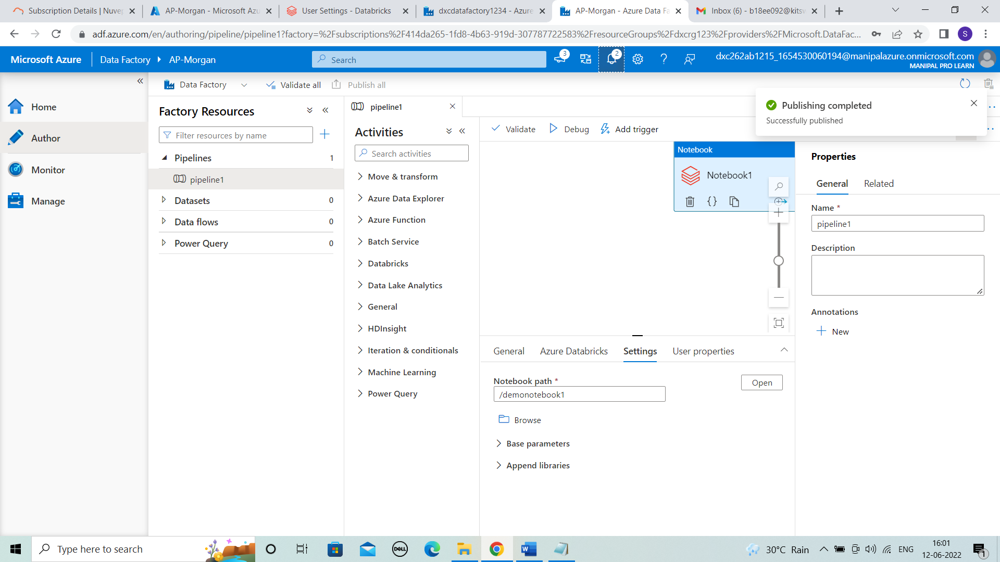 Subscription Details | Nuvep
AP-Morgan - Microsoft Azu
User Settings - Databricks
dxcdatafactory1234 - Azure
AP-Morgan - Azure Data Fa
Inbox (6) - b18ee092@kitsw
adf.azure.com/en/authoring/pipeline/pipeline1?factory=%2Fsubscriptions%2F414da265-1fd8-4b63-919d-307787722583%2FresourceGroups%2Fdxcrg123%2Fproviders%2FMicrosoft.DataFac...
S
Microsoft Azure
Data Factory
AP-Morgan
Search
3
2
dxc262ab1215_1654530060194@manipalazure.onmicrosoft.com
MANIPAL PRO LEARN
Data Factory
Validate all
Publish all
Publishing completed
Successfully published
Home
Author
Monitor
Manage
Factory Resources
Filter resources by name
Pipelines 1
pipeline1
Datasets 0
Data flows 0
Power Query 0
pipeline1
Activities
Search activities
Move & transform
Azure Data Explorer
Azure Function
Batch Service
Databricks
Data Lake Analytics
General
HDInsight
Iteration & conditionals
Machine Learning
Power Query
Validate
Debug
Add trigger
Notebook
Notebook1
General
Azure Databricks
Settings
User properties
Notebook path *
/demonotebook1
Open
Browse
Base parameters
Append libraries
Properties
General
Related
Name *
pipeline1
Description
Annotations
New
Type here to search
DELL
W
30°C Rain
ENG
16:01
12-06-2022
1